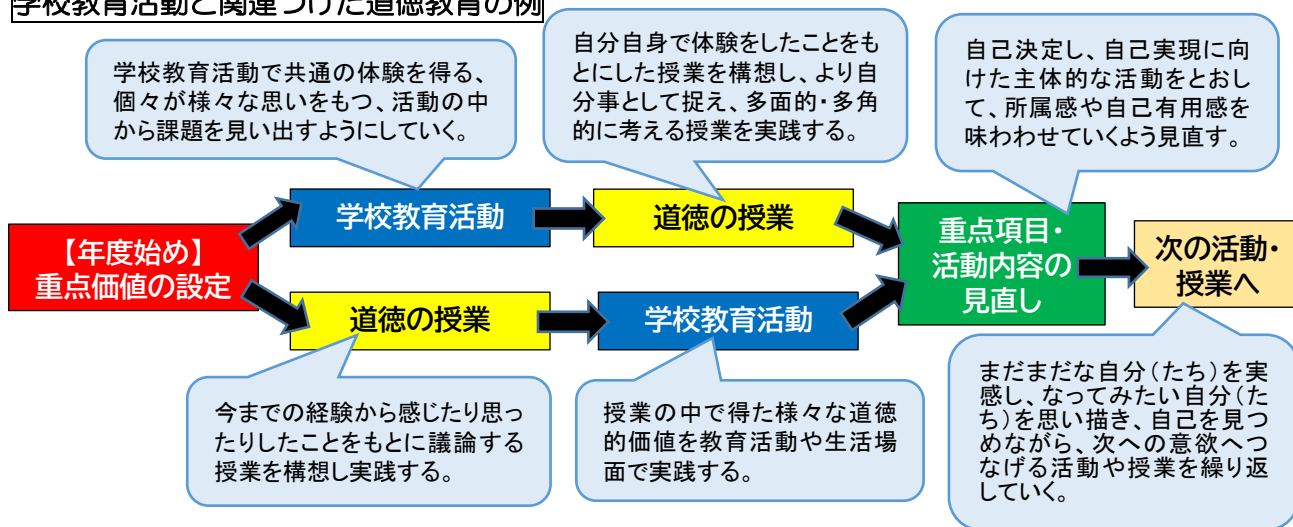 学校教育活動と関連づけた道徳教育の例
学校教育活動で共通の体験を得る、
個々が様々な思いをもつ、活動の中
から課題を見い出すようにしていく。
自分自身で体験をしたことをも
とにした授業を構想し、より自
分事として捉え、多面的・多角
的に考える授業を実践する。
自己決定し、自己実現に向
けた主体的な活動をとおし
て、所属感や自己有用感を
味わわせていくよう見直す。
【年度始め】
重点価値の設定
学校教育活動
道徳の授業
道徳の授業
学校教育活動
重点項目・
活動内容の
見直し
次の活動・
授業へ
今までの経験から感じたり思っ
たりしたことをもとに議論する
授業を構想し実践する。
授業の中で得た様々な道徳
的価値を教育活動や生活場
面で実践する。
まだまだな自分(たち)を実
感し、なってみたい自分(た
ち)を思い描き、自己を見つ
めながら、次への意欲へつ
なげる活動や授業を繰り返
していく。